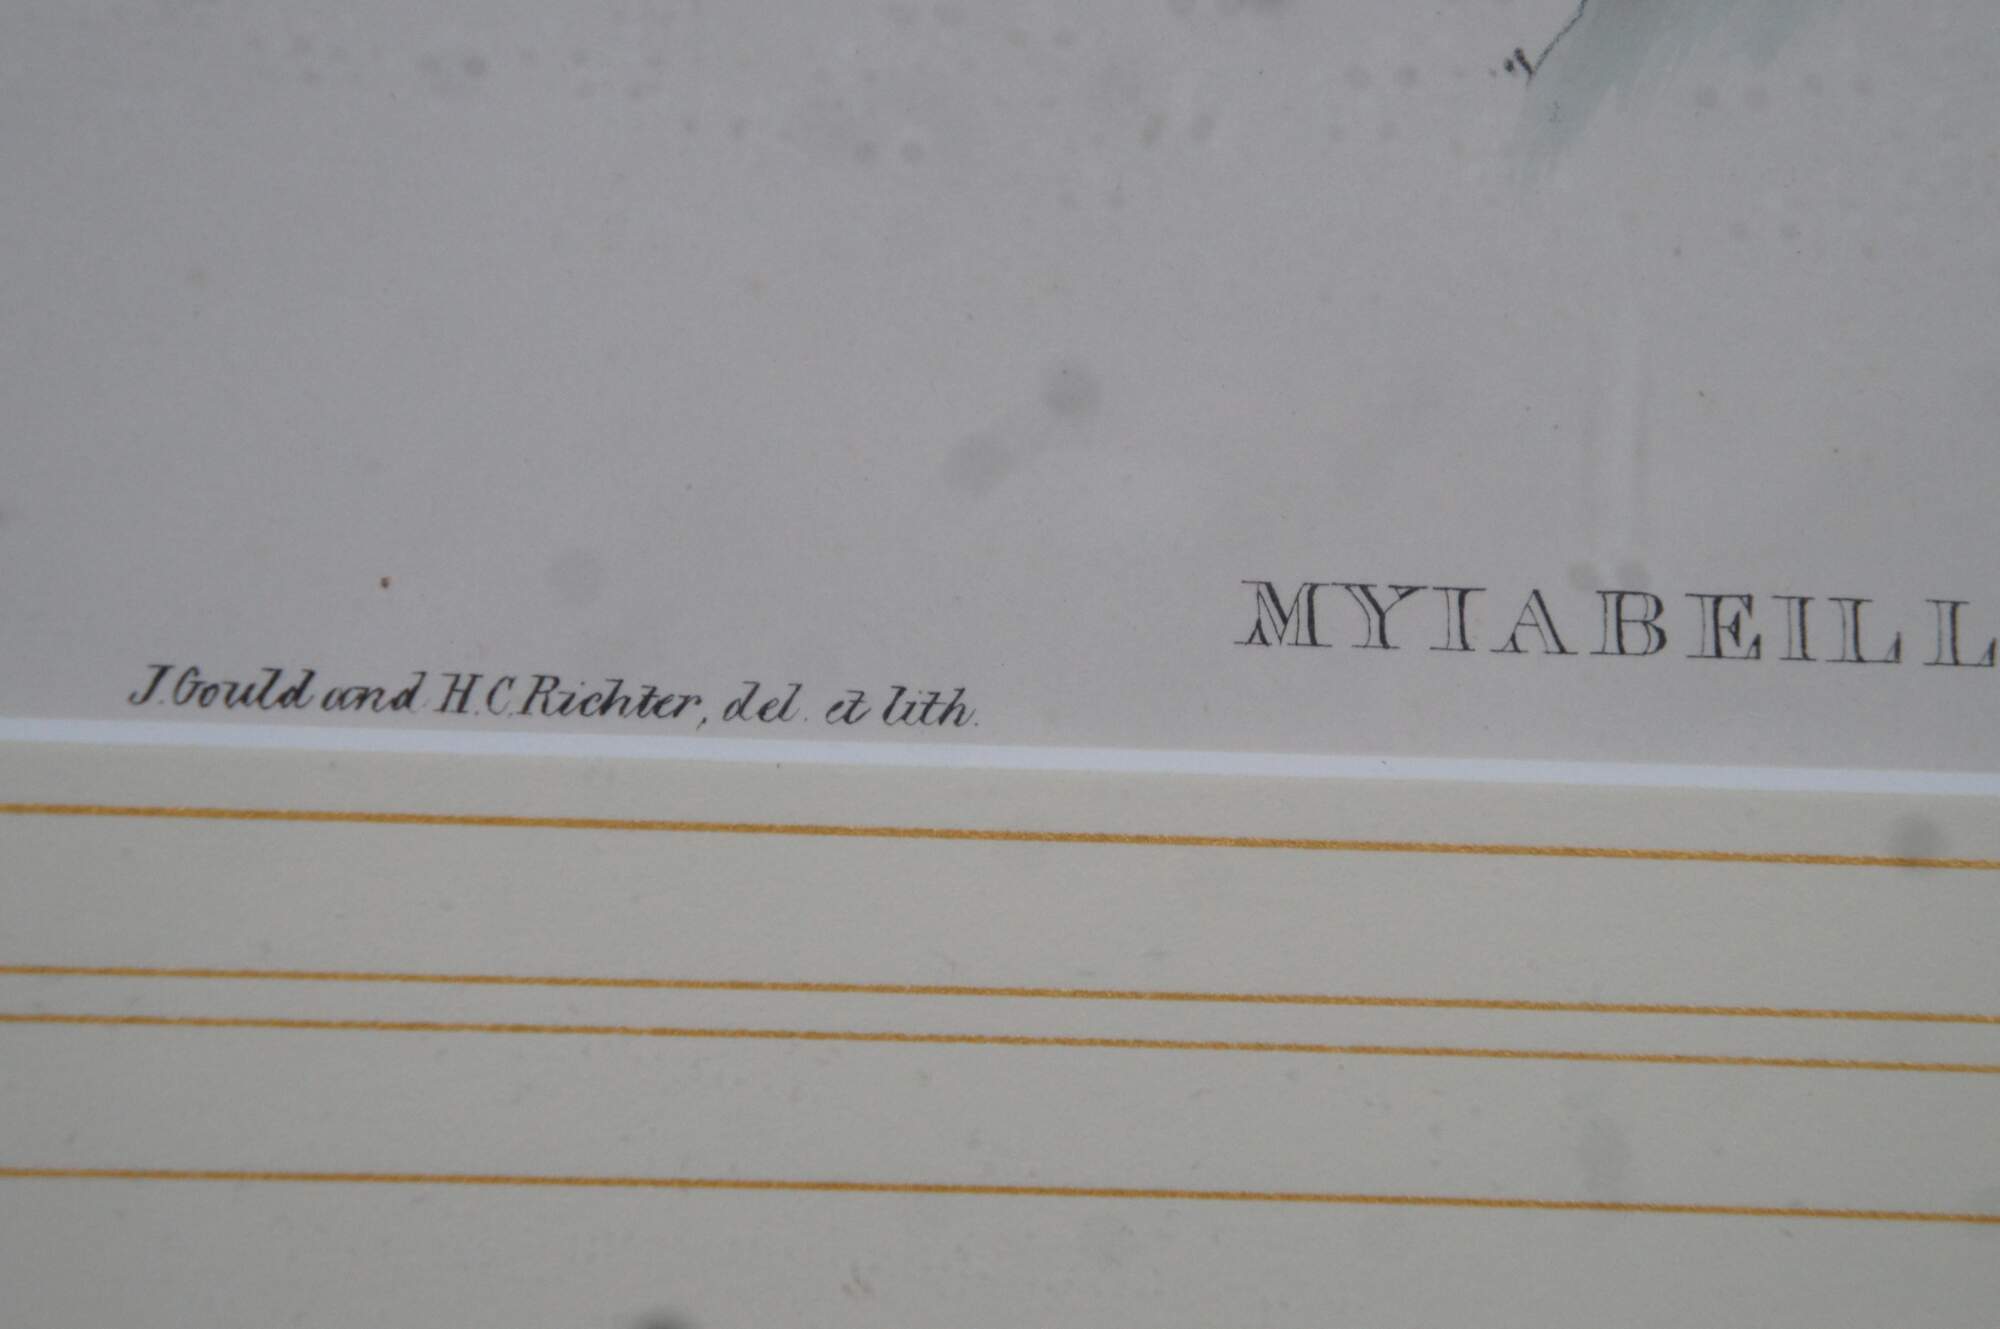 MYIABEILL
J. Gould and H. C. Richter, del. et lith.